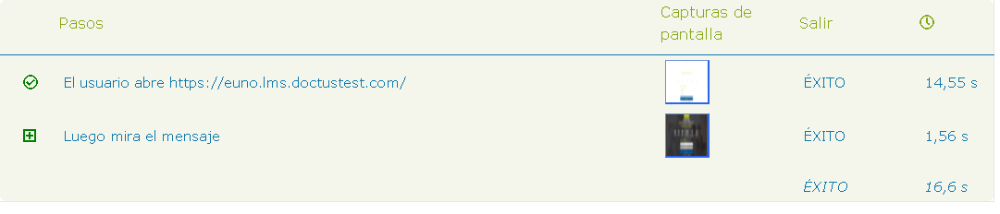 Pasos
Capturas de
pantalla
Salir
El usuario abre https://euno.lms.doctustest.com/
ÉXITO
14,55 s
Luego mira el mensaje
ÉXITO
1,56 s
ÉXITO
16,6 s